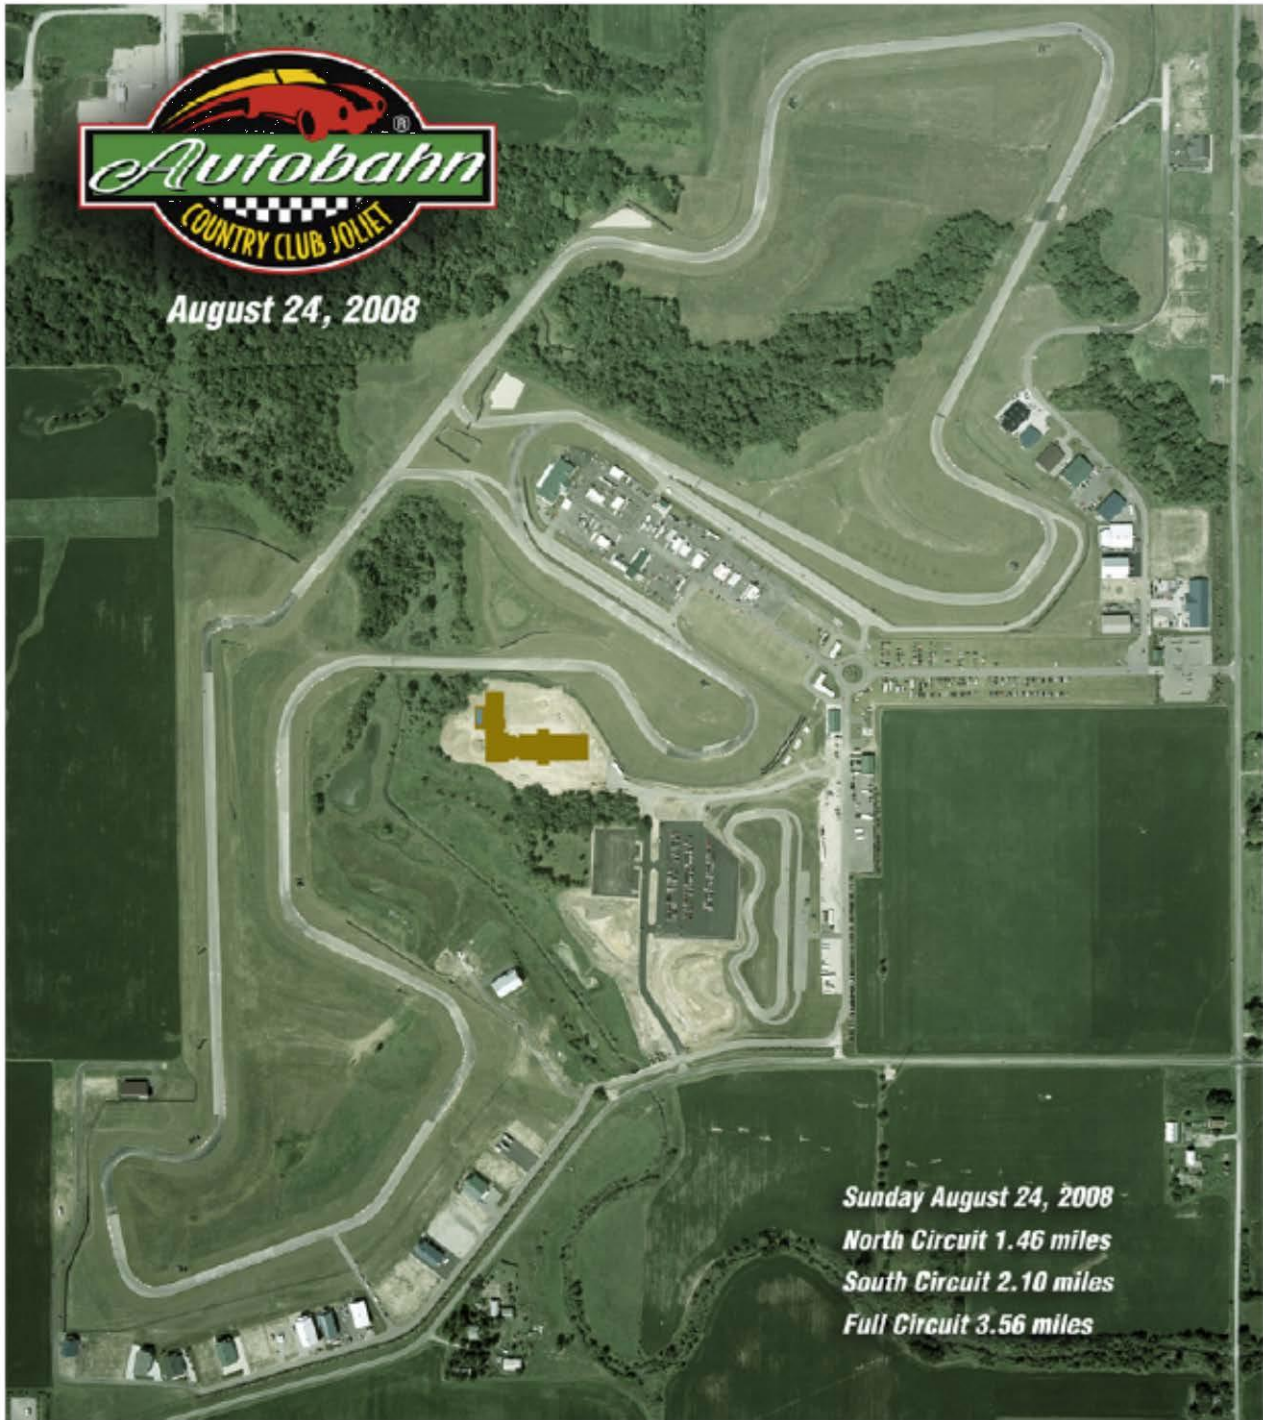 Autobahn
®
COUNTRY CLUB JOLIET
August 24, 2008
Sunday August 24, 2008
North Circuit 1.46 miles
South Circuit 2.10 miles
Full Circuit 3.56 miles